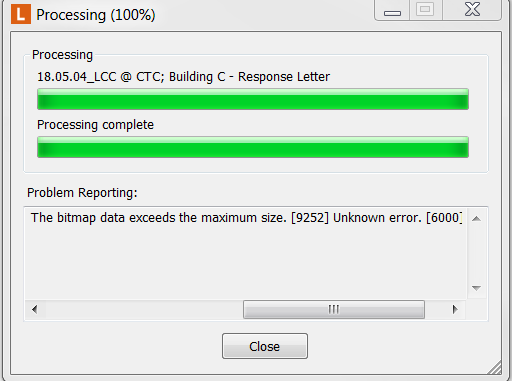 L Processing (100%)
Processing
18.05.04_LCC @ CTC; Building C - Response Letter
Processing complete
Problem Reporting:
The bitmap data exceeds the maximum size. [9252] Unknown error. [6000]
Close